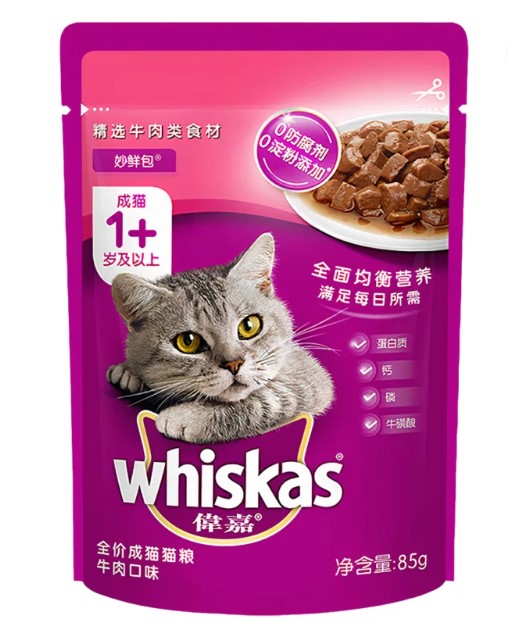 精选牛肉类食材
妙鲜包®
成猫
1+
岁及以上
0防腐剂
0淀粉添加*
全面均衡营养
满足每日所需
蛋白质
钙
磷
牛磺酸
whiskas®
偉嘉®
全价成猫猫粮
牛肉口味
净含量:85g